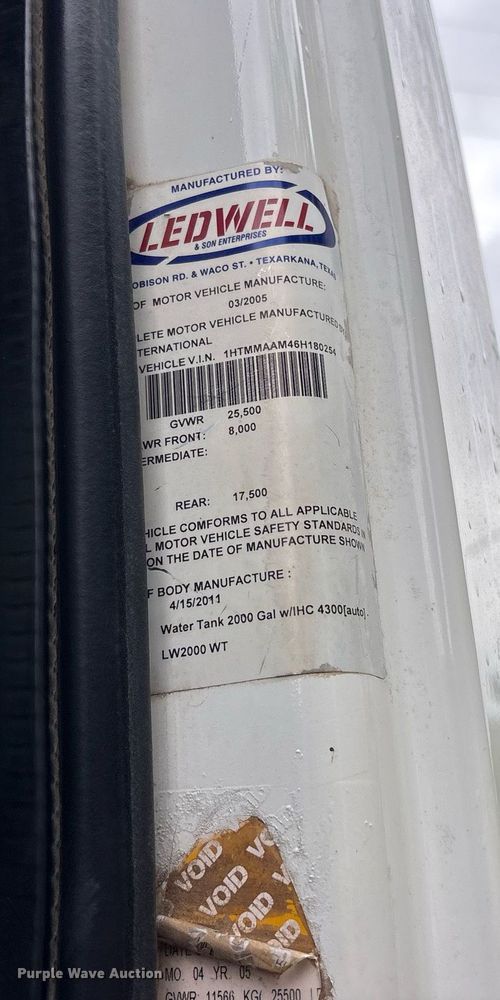 MANUFACTURED BY:
LEDWELL
& SON ENTERPRISES
OBISON RD. & WACO ST. • TEXARKANA, TEXAS
OF MOTOR VEHICLE MANUFACTURE:
03/2005
LETE MOTOR VEHICLE MANUFACTURED BY
TERNATIONAL
VEHICLE V.I.N. 1HTMMAAM46H180254
GVWR 25,500
WR FRONT: 8,000
ERMEDIATE:
REAR: 17,500
HICLE COMFORMS TO ALL APPLICABLE
L MOTOR VEHICLE SAFETY STANDARDS IN
ON THE DATE OF MANUFACTURE SHOWN
F BODY MANUFACTURE :
4/15/2011
Water Tank 2000 Gal w/IHC 4300[auto] -
LW2000 WT
VOID VO
VOID
VOID VOID
DATE
MO. 04 YR. 05
GVWR: 11566 KG( 25500 L
Purple Wave Auction